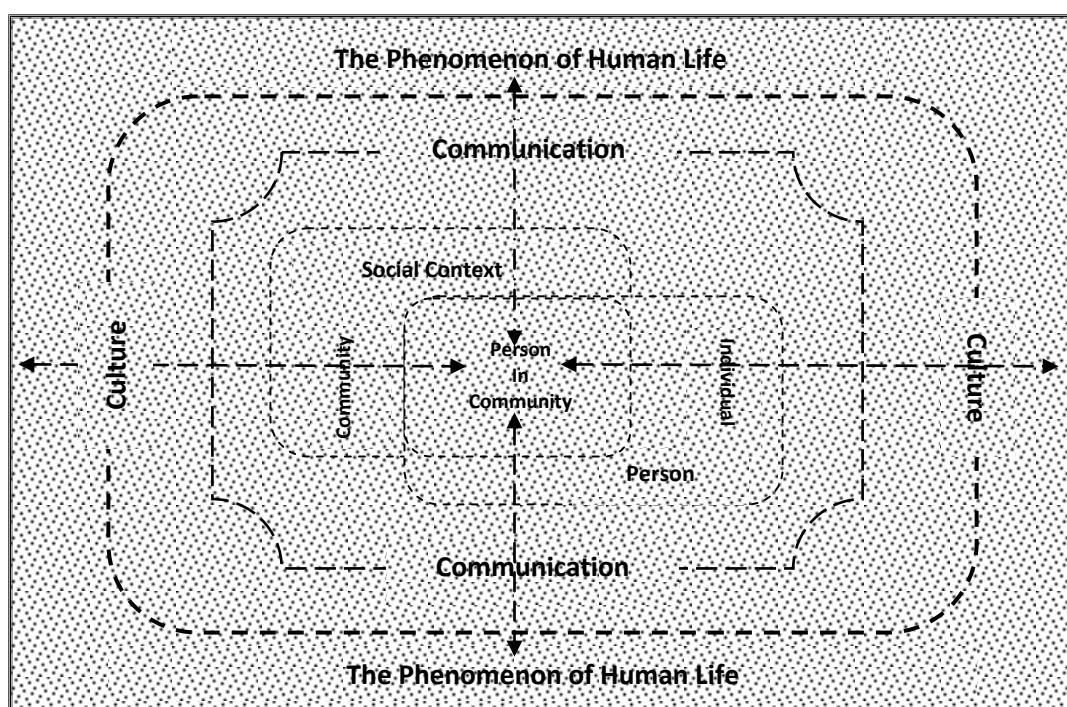 The Phenomenon of Human Life
Communication
Social Context
Culture
Community
Person
in
Community
Individual
Culture
Person
Communication
The Phenomenon of Human Life